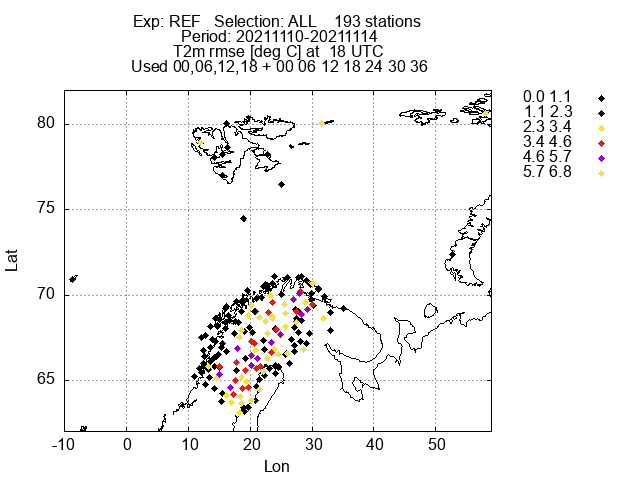 Exp: REF   Selection: ALL    193 stations
Period: 20211110-20211114
T2m rmse [deg C] at  18 UTC
Used 00,06,12,18 + 00 06 12 18 24 30 36
0.0 1.1
1.1 2.3
2.3 3.4
3.4 4.6
4.6 5.7
5.7 6.8
80
75
70
65
Lat
-10 0 10 20 30 40 50
Lon